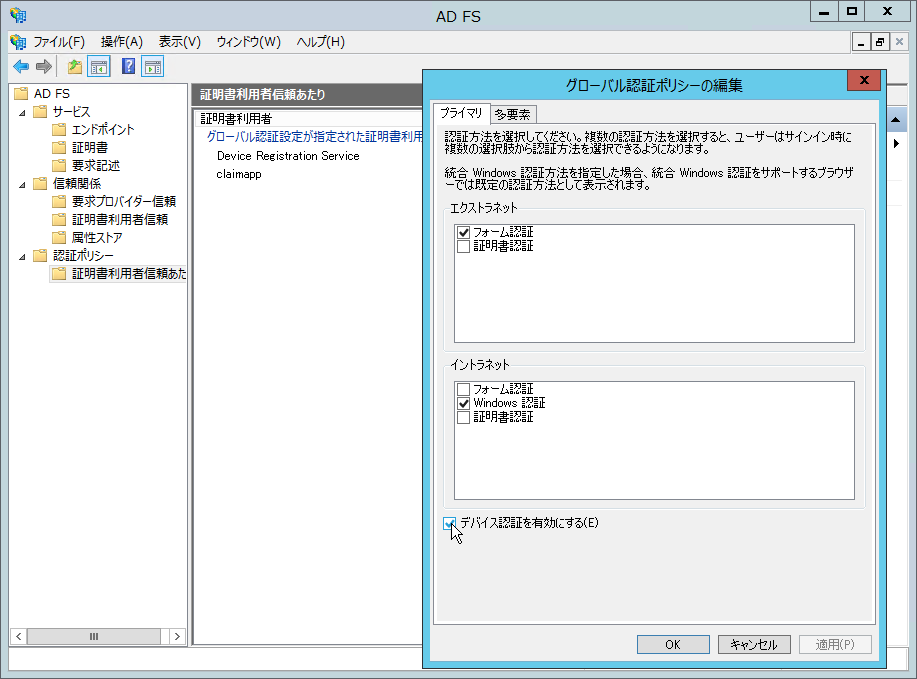 AD FS
ファイル(F) 操作(A) 表示(V) ウィンドウ(W) ヘルプ(H)
AD FS
サービス
エンドポイント
証明書
要求記述
信頼関係
要求プロバイダー信頼
証明書利用者信頼
属性ストア
認証ポリシー
証明書利用者信頼あた
証明書利用者信頼あたり
証明書利用者
グローバル認証設定が指定された証明書利用
Device Registration Service
claimapp
グローバル認証ポリシーの編集
プライマリ 多要素
認証方法を選択してください。複数の認証方法を選択すると、ユーザーはサインイン時に
複数の選択肢から認証方法を選択できるようになります。
統合 Windows 認証方法を指定した場合、統合 Windows 認証をサポートするブラウザ
ーでは既定の認証方法として表示されます。
エクストラネット
フォーム認証
証明書認証
イントラネット
フォーム認証
Windows 認証
証明書認証
デバイス認証を有効にする(E)
OK キャンセル 適用(P)